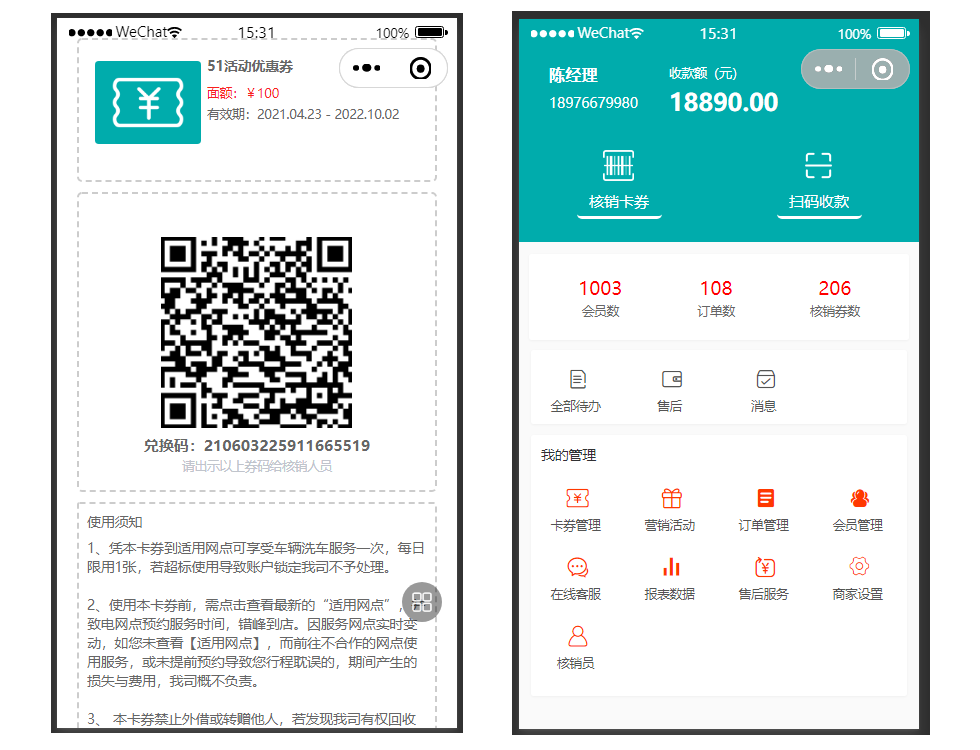 WeChat 15:31 100%
51活动优惠券
面额：￥100
有效期：2021.04.23 - 2022.10.02
兑换码：210603225911665519
请出示以上券码给核销人员
使用须知
1、凭本卡券到适用网点可享受车辆洗车服务一次，每日
限用1张，若超标使用导致账户锁定我司不予处理。
2、使用本卡券前，需点击查看最新的“适用网点”，
致电网点预约服务时间，错峰到店。因服务网点实时变
动，如您未查看【适用网点】，而前往不合作的网点使
用服务，或未提前预约导致您行程耽误的，期间产生的
损失与费用，我司概不负责。
3、 本卡券禁止外借或转赠他人，若发现我司有权回收
WeChat 15:31 100%
陈经理 收款额（元）
18976679980 18890.00
核销卡券 扫码收款
1003 108 206
会员数 订单数 核销券数
全部待办 售后 消息
我的管理
卡券管理 营销活动 订单管理 会员管理
在线客服 报表数据 售后服务 商家设置
核销员